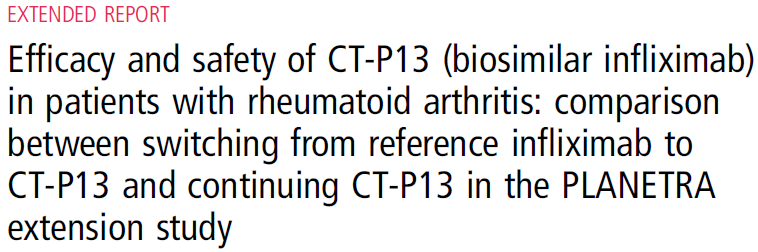 EXTENDED REPORT
Efficacy and safety of CT-P13 (biosimilar infliximab)
in patients with rheumatoid arthritis: comparison
between switching from reference infliximab to
CT-P13 and continuing CT-P13 in the PLANETRA
extension study